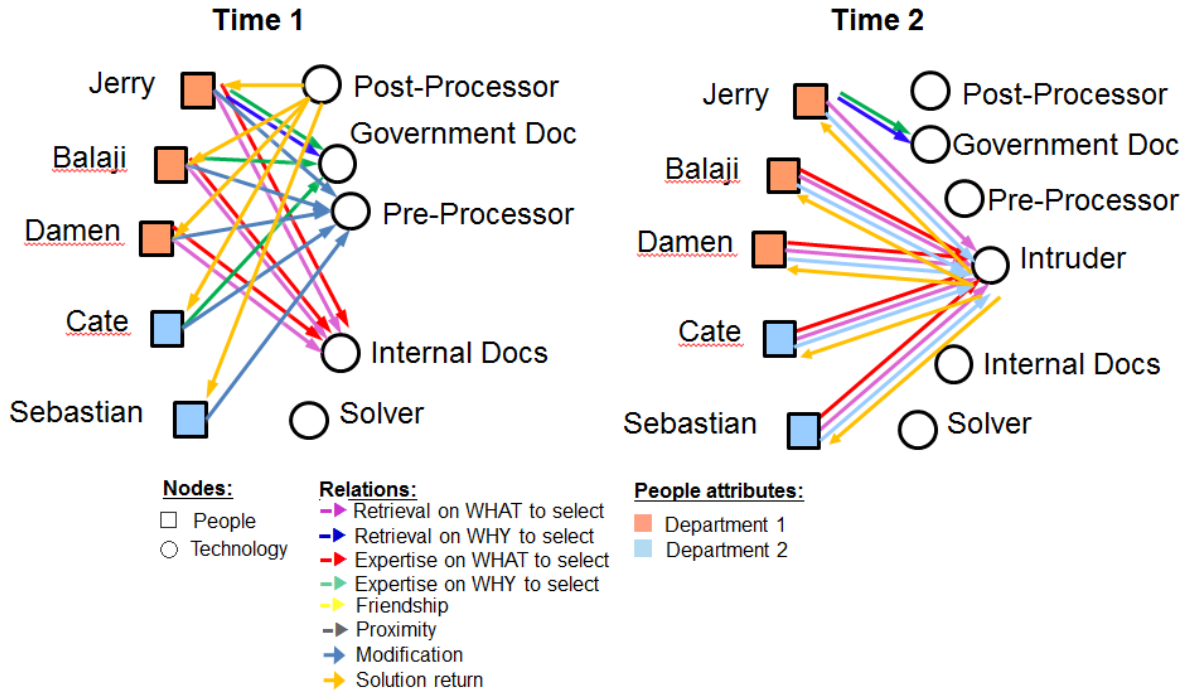 Time 1
Jerry
Post-Processor
Government Doc
Balaji
Pre-Processor
Damen
Cate
Internal Docs
Sebastian
Solver
Time 2
Jerry
Post-Processor
Government Doc
Balaji
Pre-Processor
Damen
Intruder
Cate
Internal Docs
Sebastian
Solver
Nodes:
People
Technology
Relations:
Retrieval on WHAT to select
Retrieval on WHY to select
Expertise on WHAT to select
Expertise on WHY to select
Friendship
Proximity
Modification
Solution return
People attributes:
Department 1
Department 2